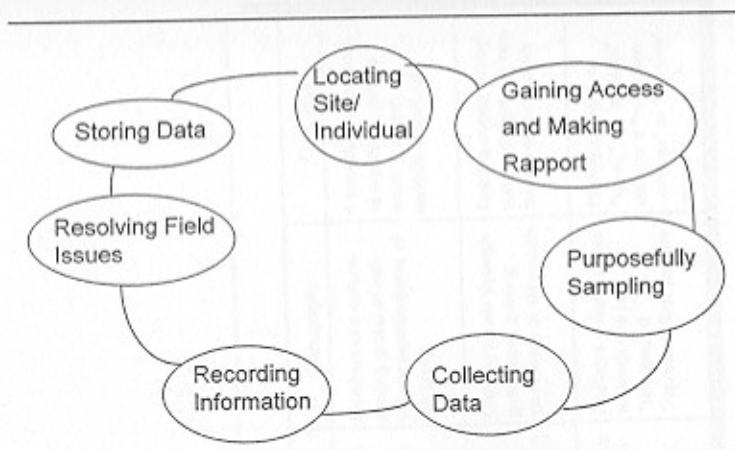 Locating
Site/
Individual
Gaining Access
and Making
Rapport
Purposefully
Sampling
Collecting
Data
Recording
Information
Resolving Field
Issues
Storing Data